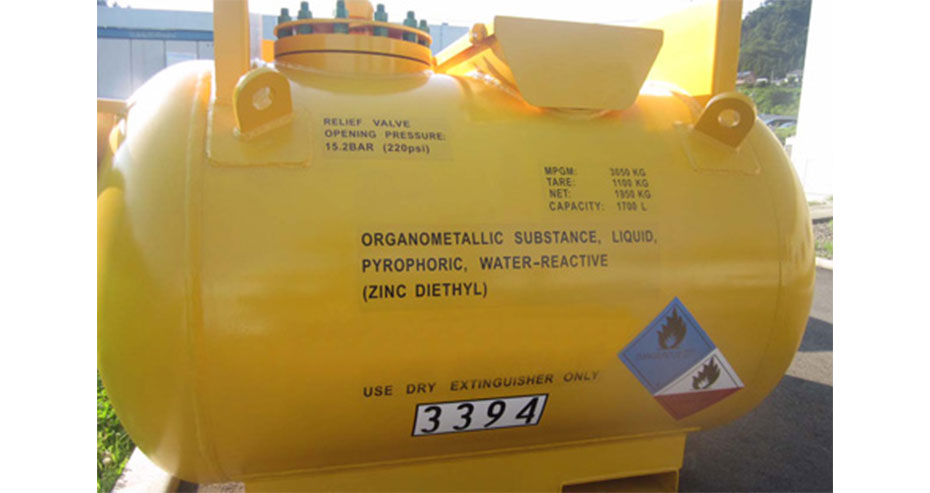 RELIEF VALVE
OPENING PRESSURE:
15.2BAR (220psi)
MPGM: 3050 KG
TARE: 1100 KG
NET: 1950 KG
CAPACITY: 1700 L
ORGANOMETALLIC SUBSTANCE, LIQUID,
PYROPHORIC, WATER-REACTIVE
(ZINC DIETHYL)
USE DRY EXTINGUISHER ONLY
3394